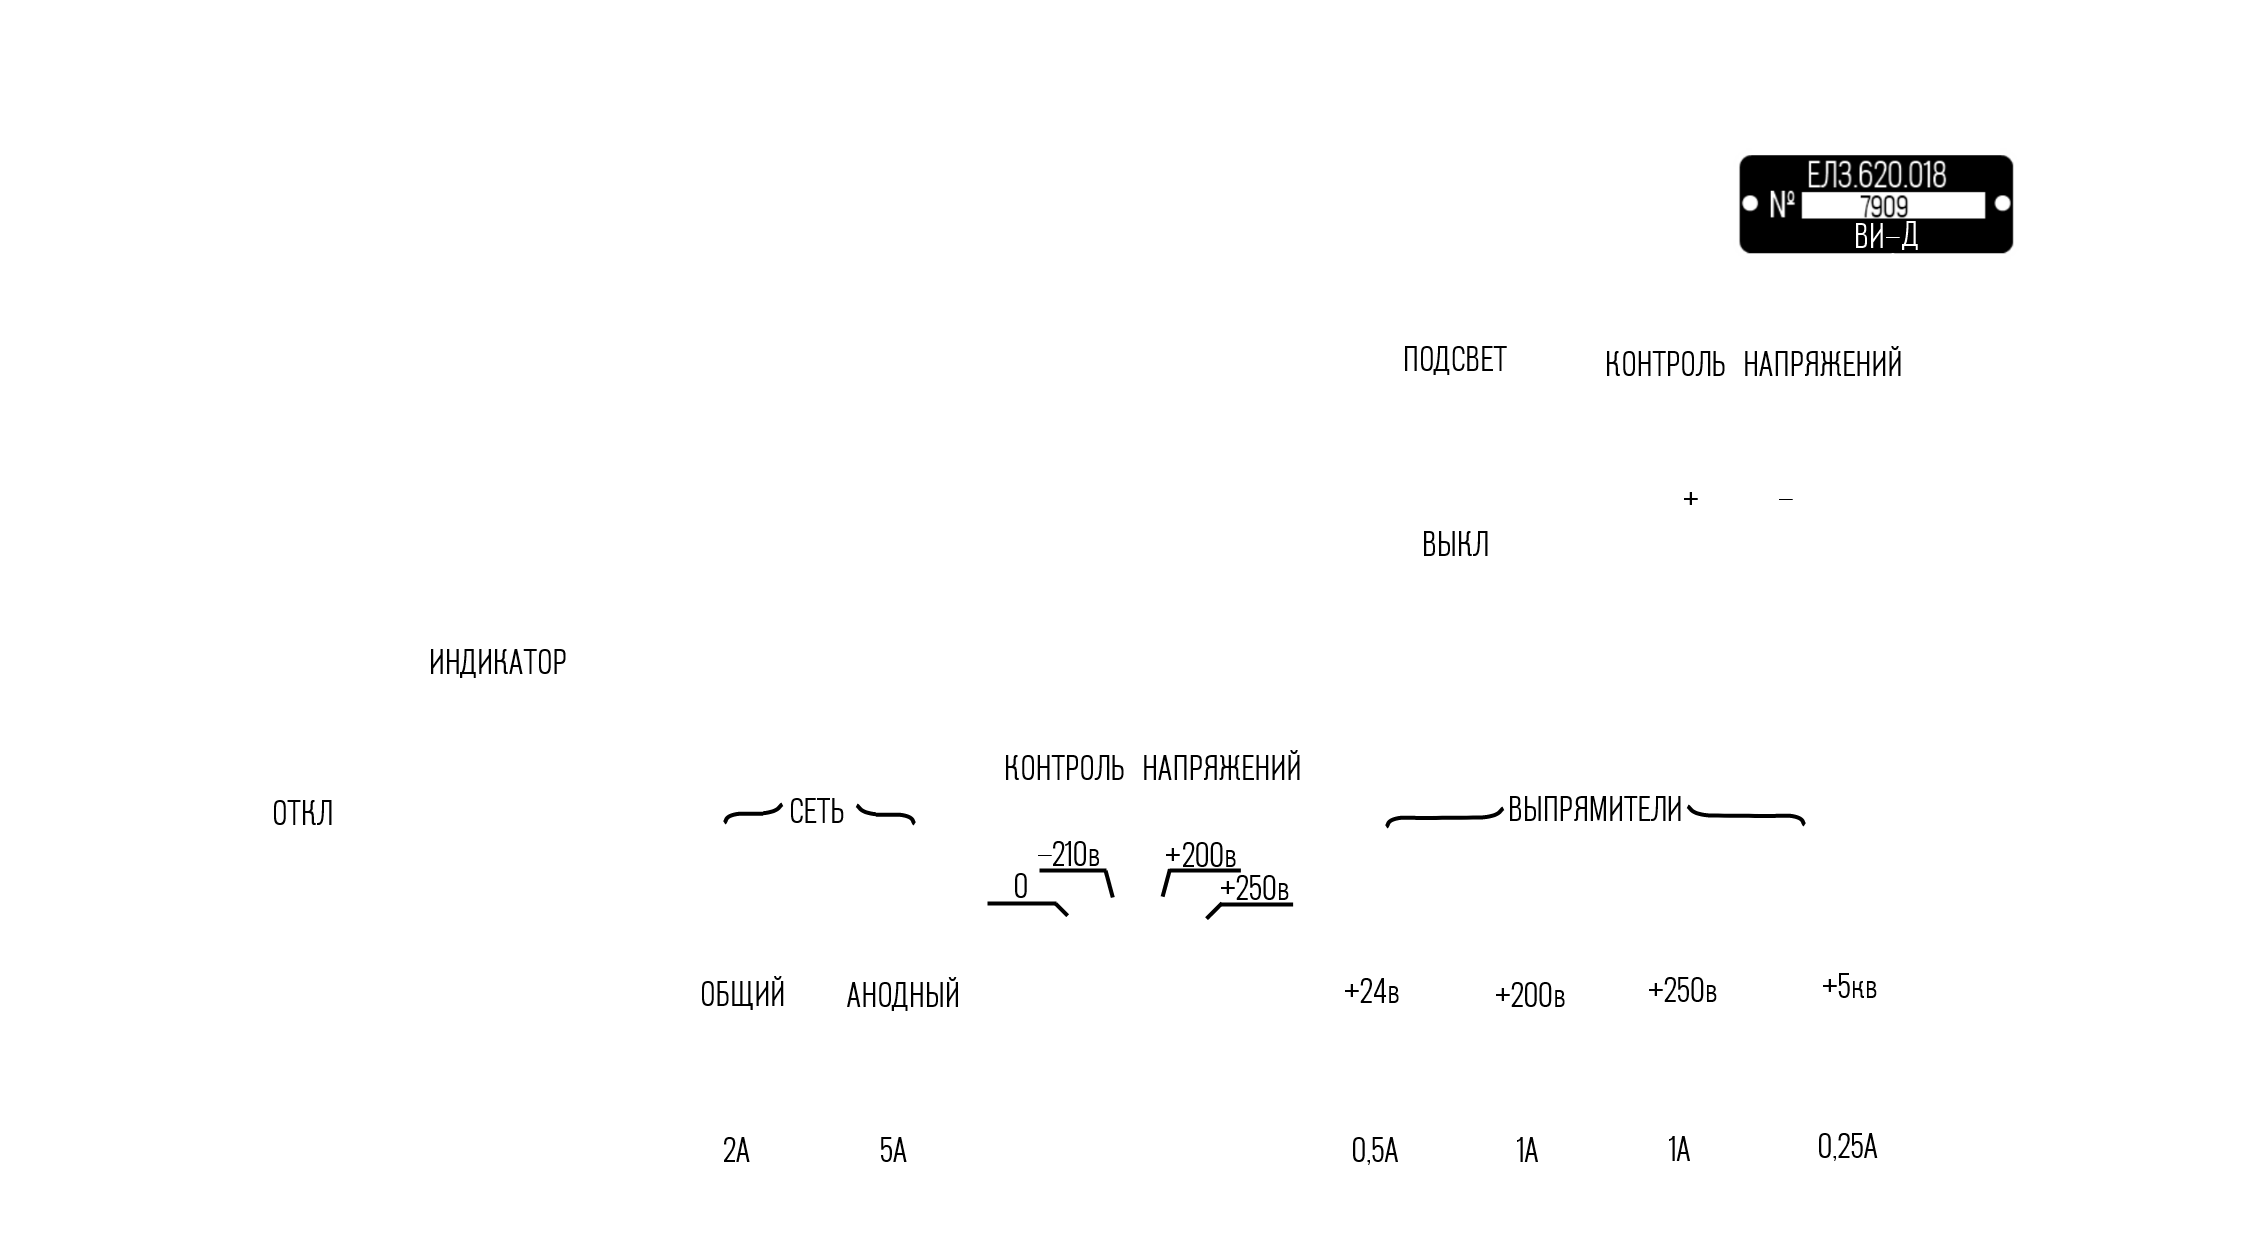 ЕЛ3.620.018
№ 7909
ВИ-Д
ПОДСВЕТ
КОНТРОЛЬ НАПРЯЖЕНИЙ
+ -
ВЫКЛ
ИНДИКАТОР
КОНТРОЛЬ НАПРЯЖЕНИЙ
ОТКЛ
СЕТЬ
ВЫПРЯМИТЕЛИ
-210в +200в
0 +250в
ОБЩИЙ АНОДНЫЙ +24в +200в +250в +5кв
2А 5А 0,5А 1А 1А 0,25А